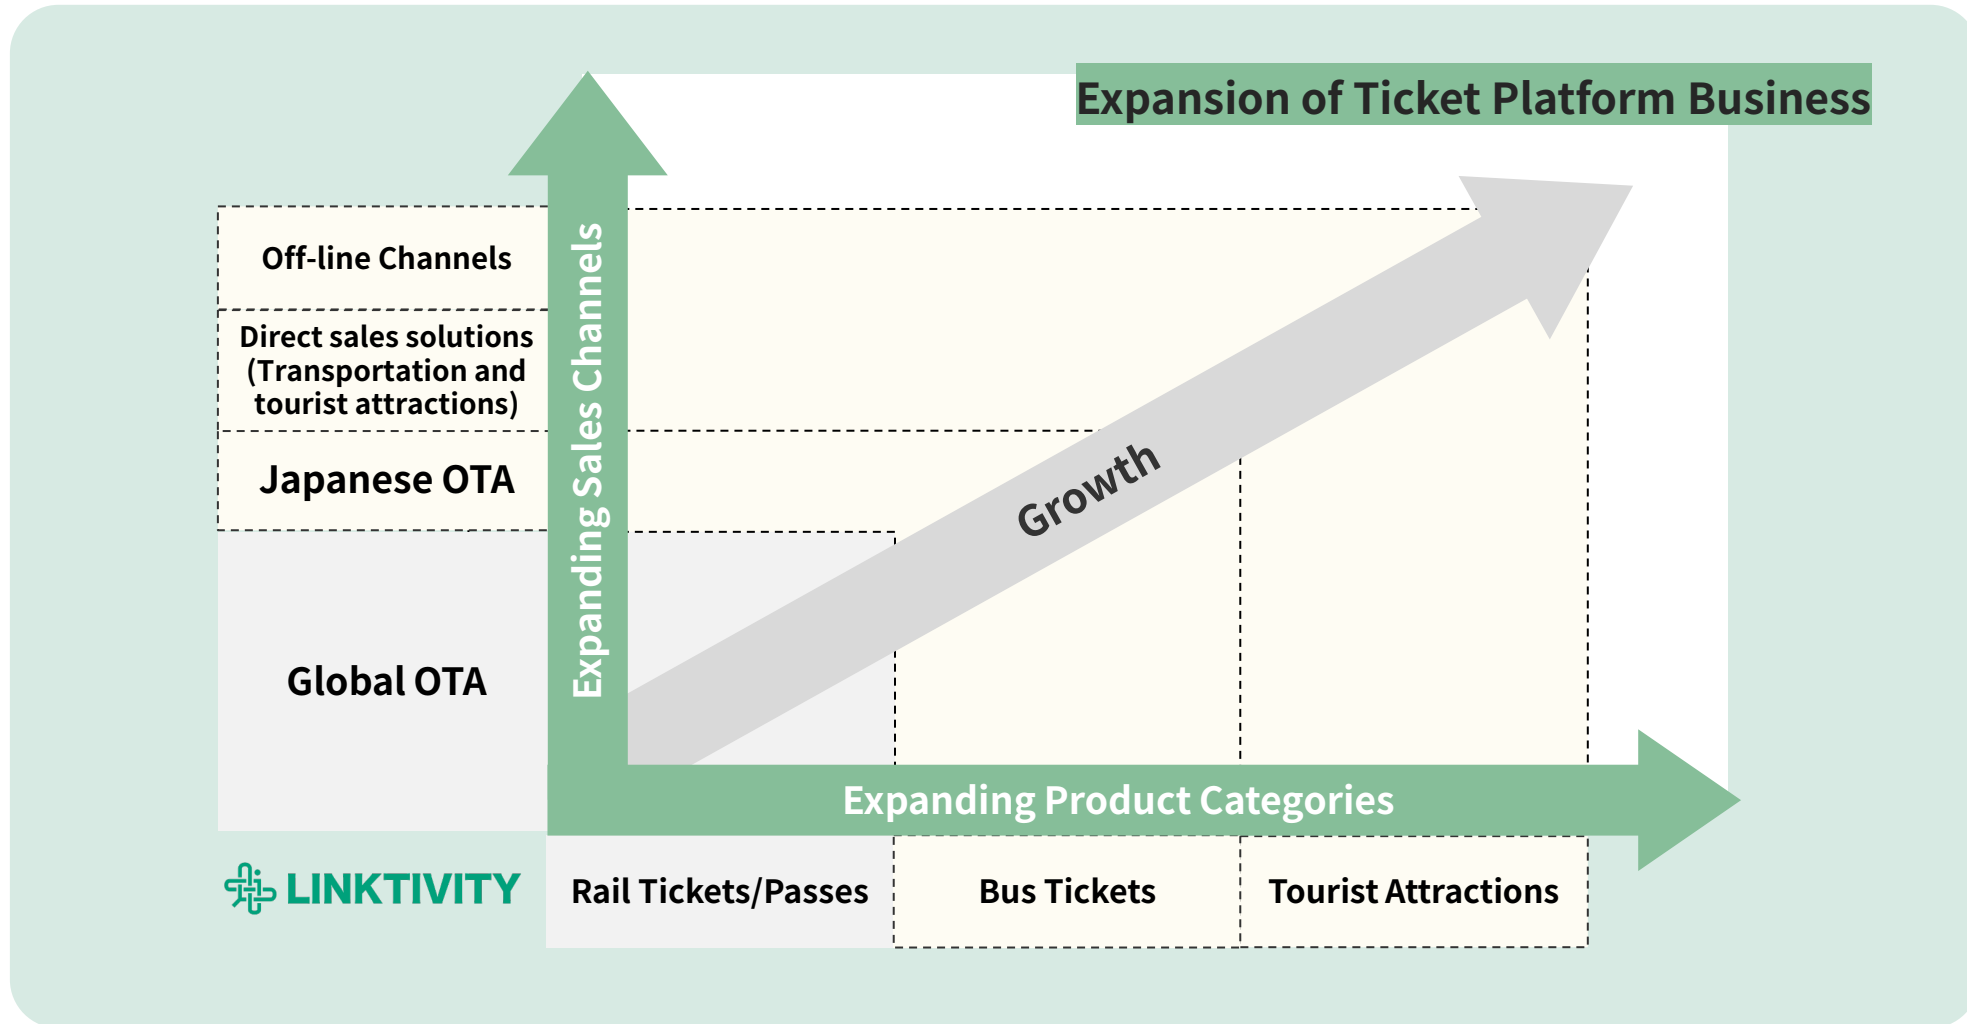 Expansion of Ticket Platform Business
Off-line Channels
Direct sales solutions
(Transportation and
tourist attractions)
Japanese OTA
Global OTA
Expanding Sales Channels
Growth
Expanding Product Categories
LINKTIVITY
Rail Tickets/Passes
Bus Tickets
Tourist Attractions